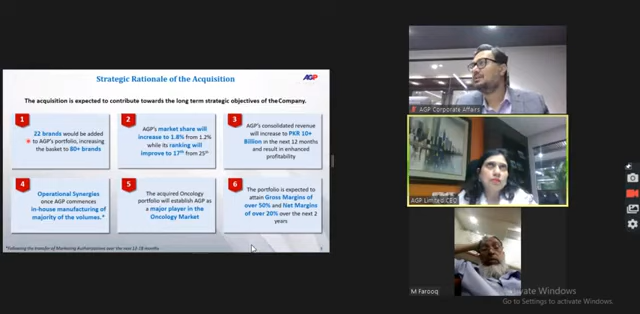 Strategic Rationale of the Acquisition
AGP
The acquisition is expected to contribute towards the long term strategic objectives of the Company.
1
22 brands would be added
to AGP's portfolio, increasing
the basket to 80+ brands
2
AGP's market share will
increase to 1.8% from 1.2%
while its ranking will
improve to 17th from 25th
3
AGP's consolidated revenue
will increase to PKR 10+
Billion in the next 12 months
and result in enhanced
profitability
4
Operational Synergies
once AGP commences
in-house manufacturing of
majority of the volumes.*
5
The acquired Oncology
portfolio will establish AGP as
a major player in the
Oncology Market
6
The portfolio is expected to
attain Gross Margins of
over 50% and Net Margins
of over 20% over the next 2
years
*Following the transfer of Marketing Authorizations over the next 12-18 months
AGP Corporate Affairs
AGP Limited CEO
M Farooq
Activate Windows
Go to Settings to activate Windows.